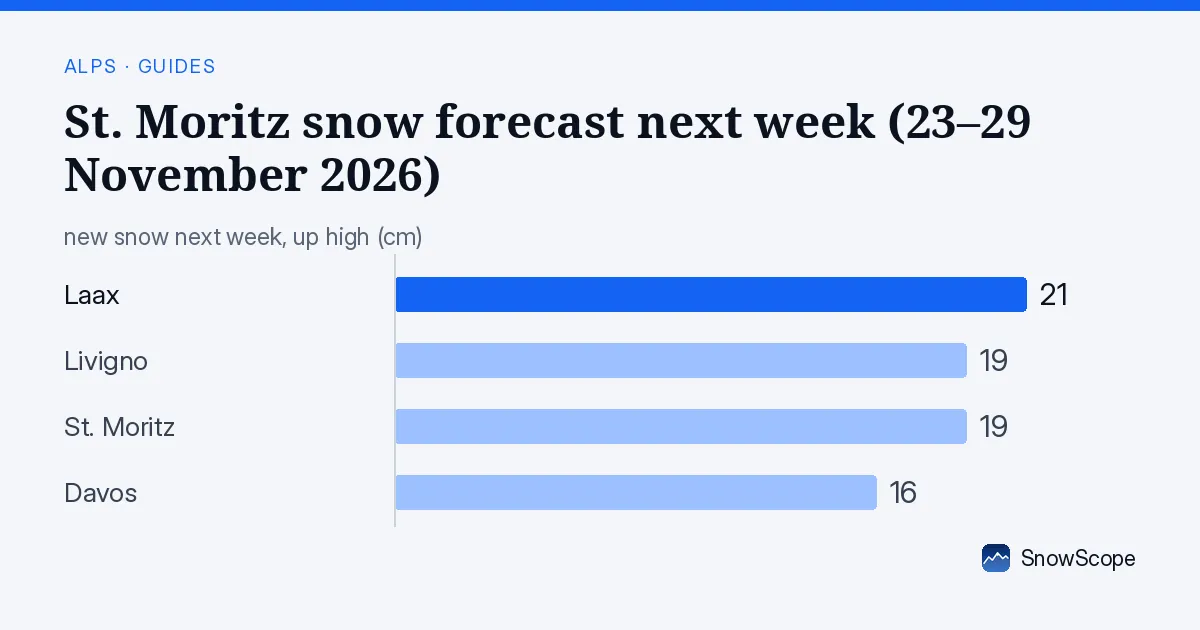 ALPS · GUIDES
St. Moritz snow forecast next week (23–29
November 2026)
new snow next week, up high (cm)
Laax 21
Livigno 19
St. Moritz 19
Davos 16
SnowScope